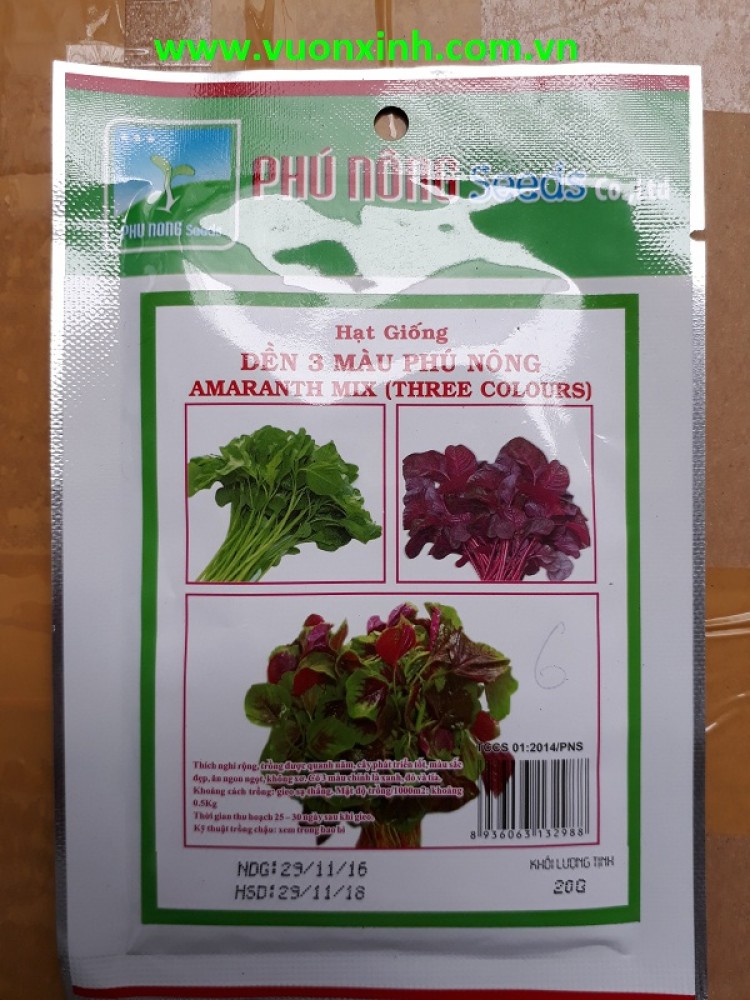 www.vuonxinh.com.vn
PHÚ NÔNG Seeds Co., Ltd
PHU NONG Seeds
Hạt Giống
DỀN 3 MÀU PHÚ NÔNG
AMARANTH MIX (THREE COLOURS)
6
TCCS 01:2014/PNS
Thích nghi rộng, trồng được quanh năm, cây phát triển tốt, màu sắc
đẹp, ăn ngon ngọt, không xơ. Có 3 màu chính là xanh, đỏ và tía.
Khoảng cách trồng: gieo sạ thẳng. Mật độ trồng/1000m2: khoảng
0.5Kg
Thời gian thu hoạch 25 - 30 ngày sau khi gieo.
Kỹ thuật trồng chậu: xem trong bao bì
8 936063 132988
NDG: 29/11/16
HSD: 29/11/18
KHỐI LƯỢNG TỊNH
20G